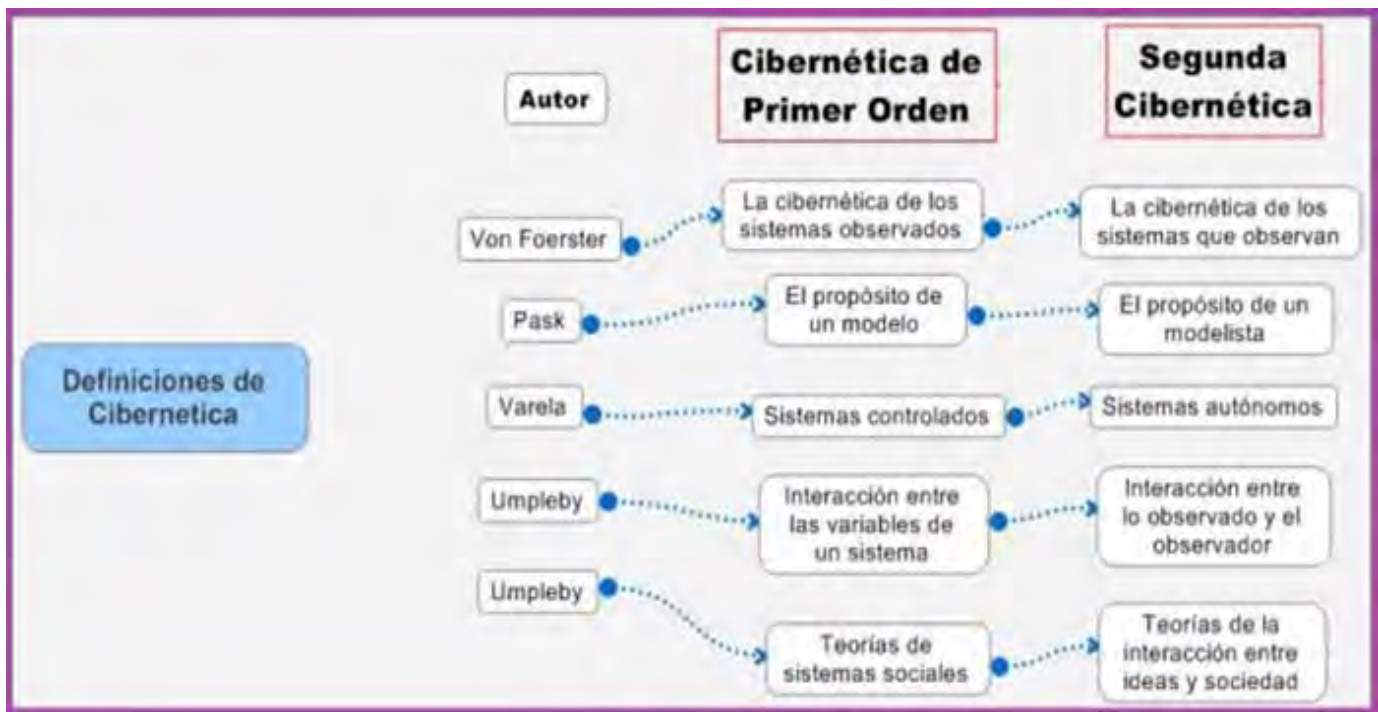 Autor
Cibernética de
Primer Orden
Segunda
Cibernética
Von Foerster
La cibernética de los
sistemas observados
La cibernética de los
sistemas que observan
Pask
El propósito de
un modelo
El propósito de un
modelista
Definiciones de
Cibernetica
Varela
Sistemas controlados
Sistemas autónomos
Umpleby
Interacción entre
las variables de
un sistema
Interacción entre
lo observado y el
observador
Umpleby
Teorías de
sistemas sociales
Teorías de la
interacción entre
ideas y sociedad